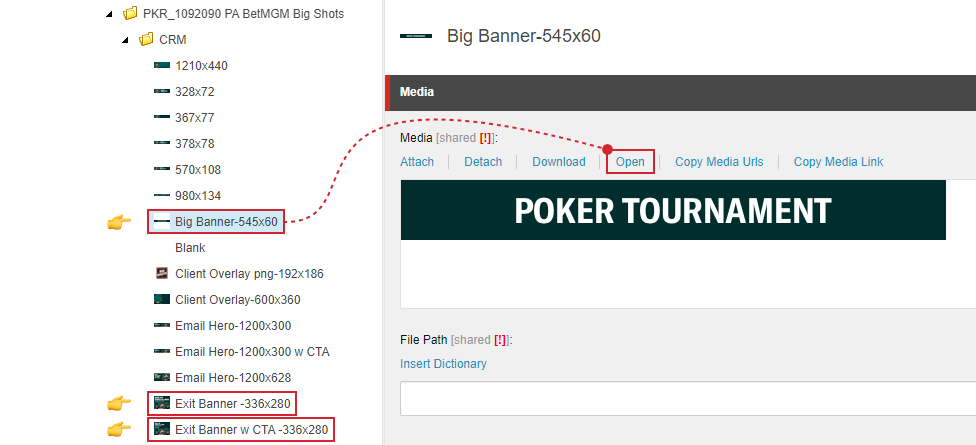 PKR_1092090 PA BetMGM Big Shots
CRM
1210x440
328x72
367x77
378x78
570x108
980x134
Big Banner-545x60
Blank
Client Overlay png-192x186
Client Overlay-600x360
Email Hero-1200x300
Email Hero-1200x300 w CTA
Email Hero-1200x628
Exit Banner -336x280
Exit Banner w CTA -336x280
Big Banner-545x60
Media
Media [shared [!]]:
Attach Detach Download Open Copy Media Urls Copy Media Link
POKER TOURNAMENT
File Path [shared [!]]:
Insert Dictionary